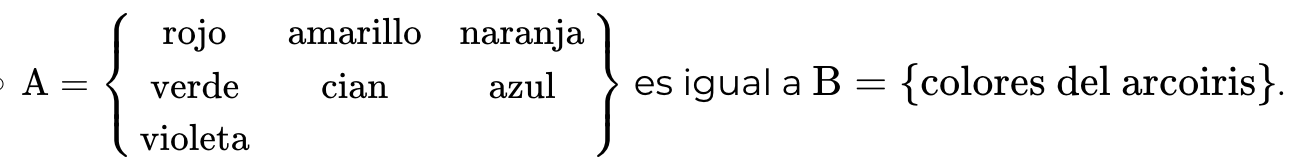 rojo amarillo naranja
◦ A = { verde cian azul } es igual a B = {colores del arcoiris}.
violeta